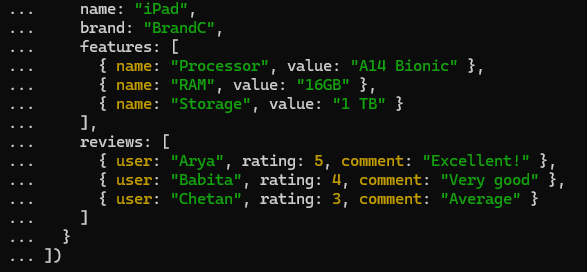 ...     name: "iPad",
...     brand: "BrandC",
...     features: [
...       { name: "Processor", value: "A14 Bionic" },
...       { name: "RAM", value: "16GB" },
...       { name: "Storage", value: "1 TB" }
...     ],
...     reviews: [
...       { user: "Arya", rating: 5, comment: "Excellent!" },
...       { user: "Babita", rating: 4, comment: "Very good" },
...       { user: "Chetan", rating: 3, comment: "Average" }
...     ]
...   }
... ])